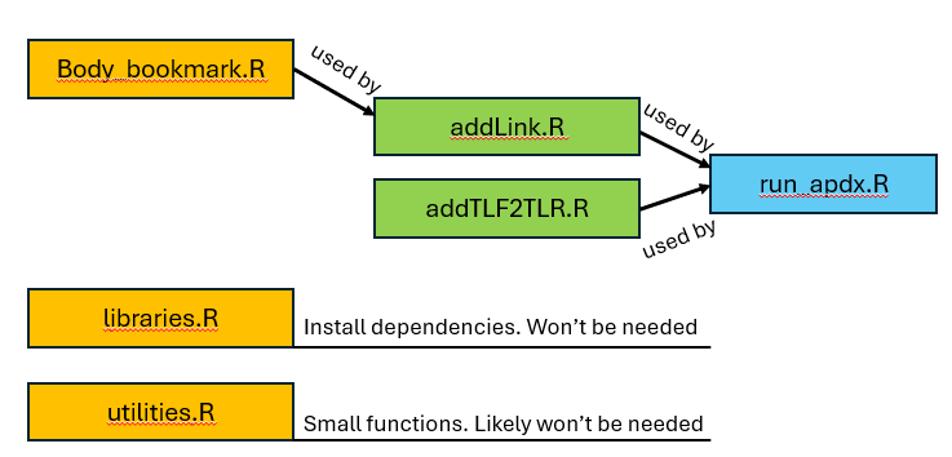 Body_bookmark.R
used by
addLink.R
used by
run_apdx.R
addTLF2TLR.R
used by
libraries.R
Install dependencies. Won’t be needed
utilities.R
Small functions. Likely won’t be needed